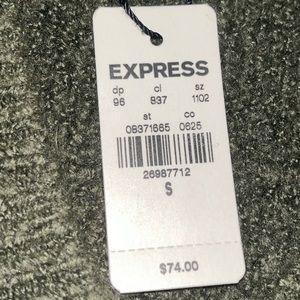 EXPRESS
dp cl sz
96 837 1102
st co
08371665 0625
26987712
S
$74.00